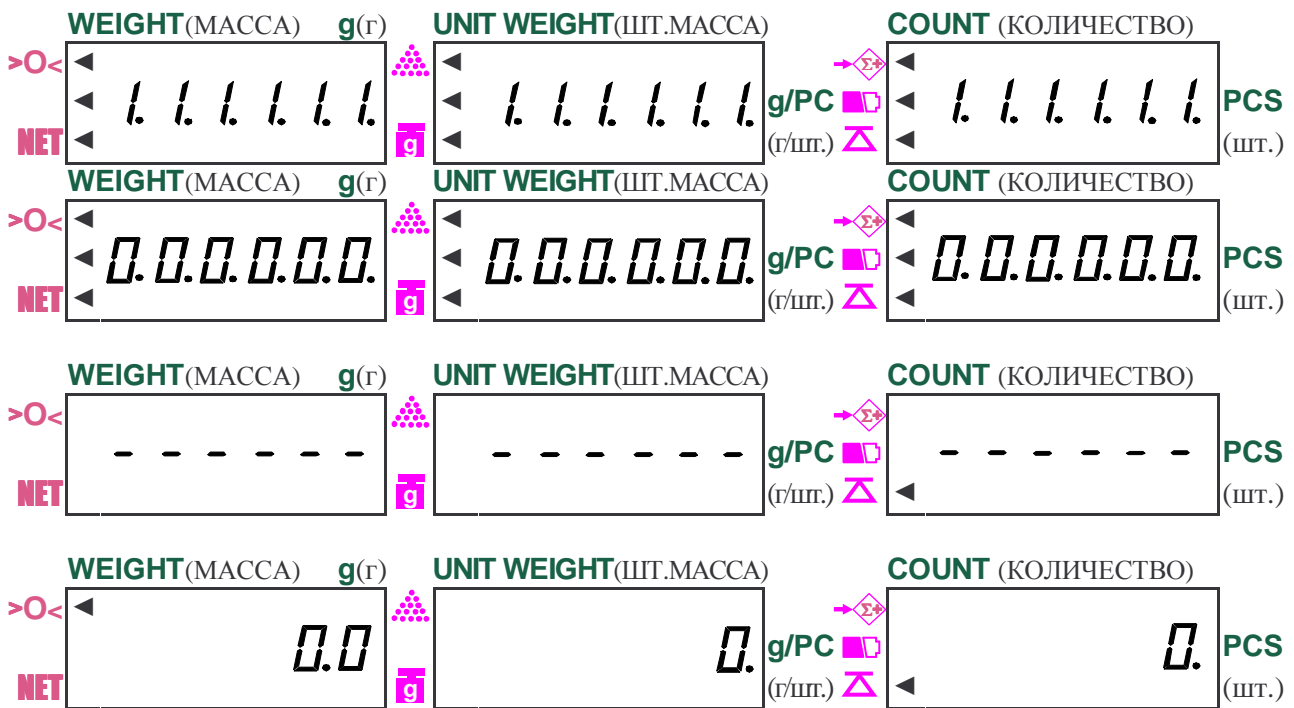 WEIGHT(МАССА) g(г) UNIT WEIGHT(ШТ.МАССА) COUNT (КОЛИЧЕСТВО)
>O< Σ+
1.1.1.1.1.1. 1.1.1.1.1.1. g/PC 1.1.1.1.1.1. PCS
NET g (г/шт.) (шт.)
WEIGHT(МАССА) g(г) UNIT WEIGHT(ШТ.МАССА) COUNT (КОЛИЧЕСТВО)
>O< Σ+
0.0.0.0.0.0. 0.0.0.0.0.0. g/PC 0.0.0.0.0.0. PCS
NET g (г/шт.) (шт.)
WEIGHT(МАССА) g(г) UNIT WEIGHT(ШТ.МАССА) COUNT (КОЛИЧЕСТВО)
>O< Σ+
- - - - - - - - - - - - g/PC - - - - - - PCS
NET g (г/шт.) (шт.)
WEIGHT(МАССА) g(г) UNIT WEIGHT(ШТ.МАССА) COUNT (КОЛИЧЕСТВО)
>O< Σ+
0.0 0. g/PC 0. PCS
NET g (г/шт.) (шт.)